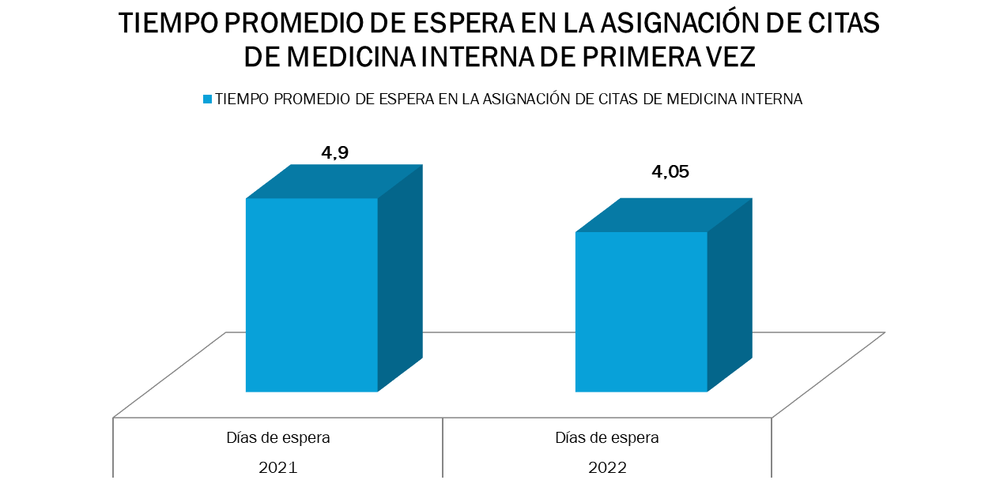 TIEMPO PROMEDIO DE ESPERA EN LA ASIGNACIÓN DE CITAS
DE MEDICINA INTERNA DE PRIMERA VEZ
TIEMPO PROMEDIO DE ESPERA EN LA ASIGNACIÓN DE CITAS DE MEDICINA INTERNA
4,9
4,05
Días de espera
Días de espera
2021
2022